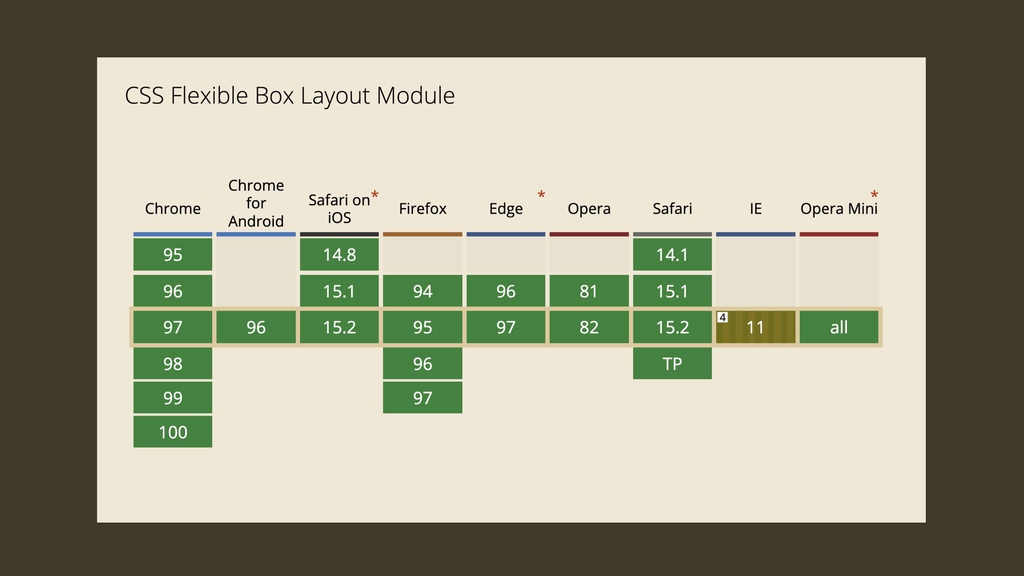 CSS Flexible Box Layout Module
Chrome
Chrome
for
Android
Safari on*
iOS
Firefox
Edge *
Opera
Safari
IE
Opera Mini *
95 14.8 14.1
96 15.1 94 96 81 15.1
97 96 15.2 95 97 82 15.2 4 11 all
98 96 TP
99 97
100